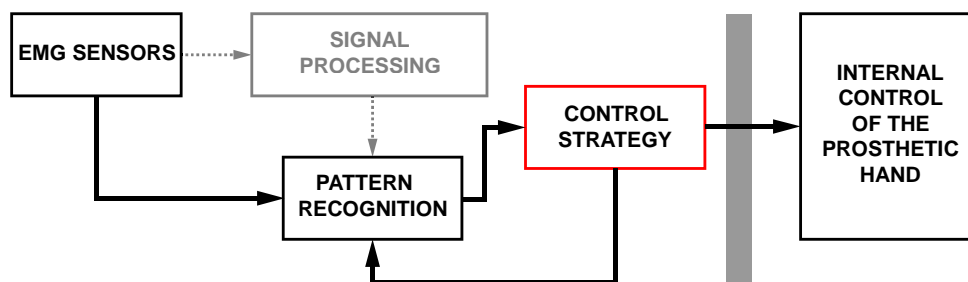 EMG SENSORS
SIGNAL
PROCESSING
PATTERN
RECOGNITION
CONTROL
STRATEGY
INTERNAL
CONTROL
OF THE
PROSTHETIC
HAND